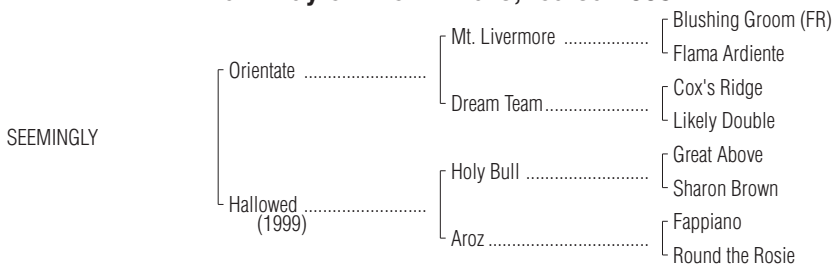 Blushing Groom (FR)
Mt. Livermore ..................
Flama Ardiente
Orientate ..........................
Cox's Ridge
Dream Team......................
Likely Double
SEEMINGLY
Great Above
Holy Bull ..........................
Sharon Brown
Hallowed ..........................
(1999)
Fappiano
Aroz..................................
Round the Rosie